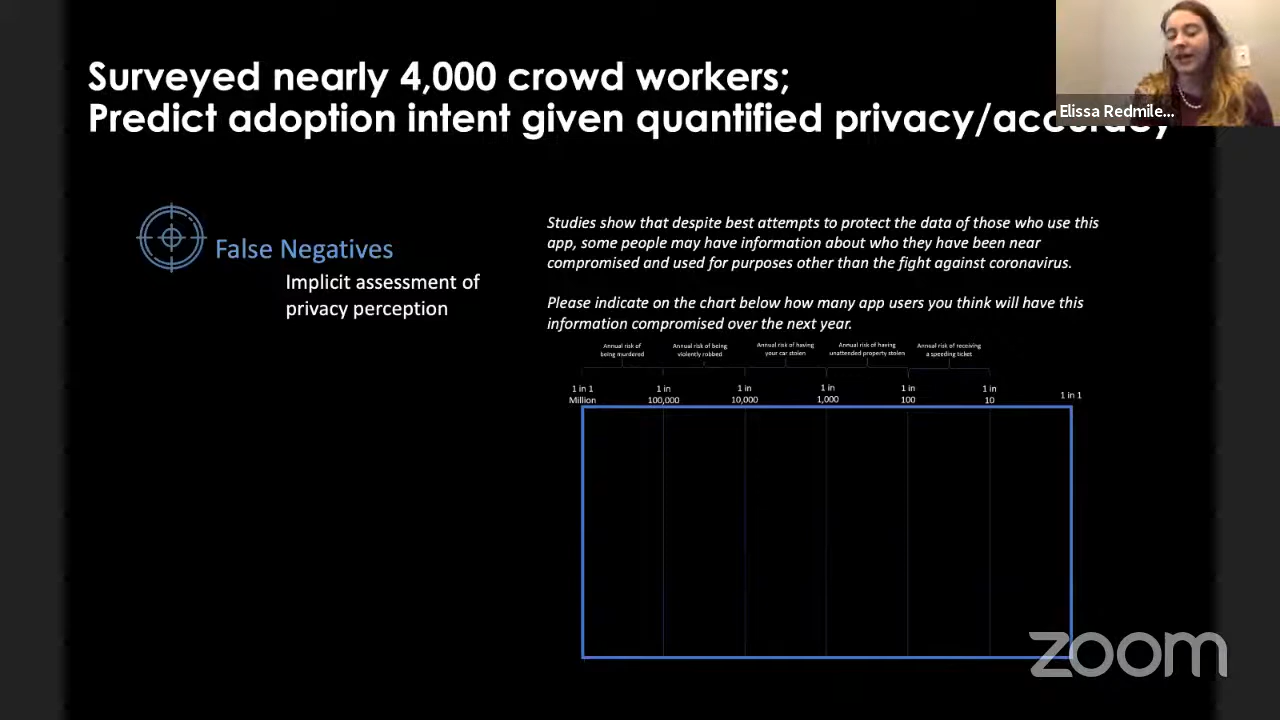 Surveyed nearly 4,000 crowd workers;
Predict adoption intent given quantified privacy/accuracy
Elissa Redmile...
False Negatives
Implicit assessment of
privacy perception
Studies show that despite best attempts to protect the data of those who use this
app, some people may have information about who they have been near
compromised and used for purposes other than the fight against coronavirus.
Please indicate on the chart below how many app users you think will have this
information compromised over the next year.
Annual risk of
being murdered
Annual risk of being
violently robbed
Annual risk of having
your car stolen
Annual risk of having
unattended property stolen
Annual risk of receiving
a speeding ticket
1 in 1
Million
1 in
100,000
1 in
10,000
1 in
1,000
1 in
100
1 in
10
1 in 1
zoom